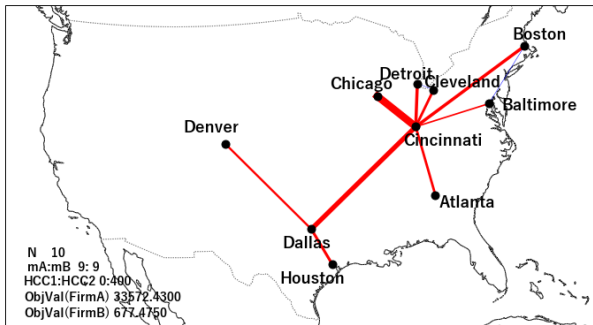 Boston
Detroit
Cleveland
Chicago
Baltimore
Denver
Cincinnati
Atlanta
Dallas
Houston
N 10
mA:mB 9: 9
HCC1:HCC2 0:400
ObjVal(FirmA) 33572.4300
ObjVal(FirmB) 677.4750